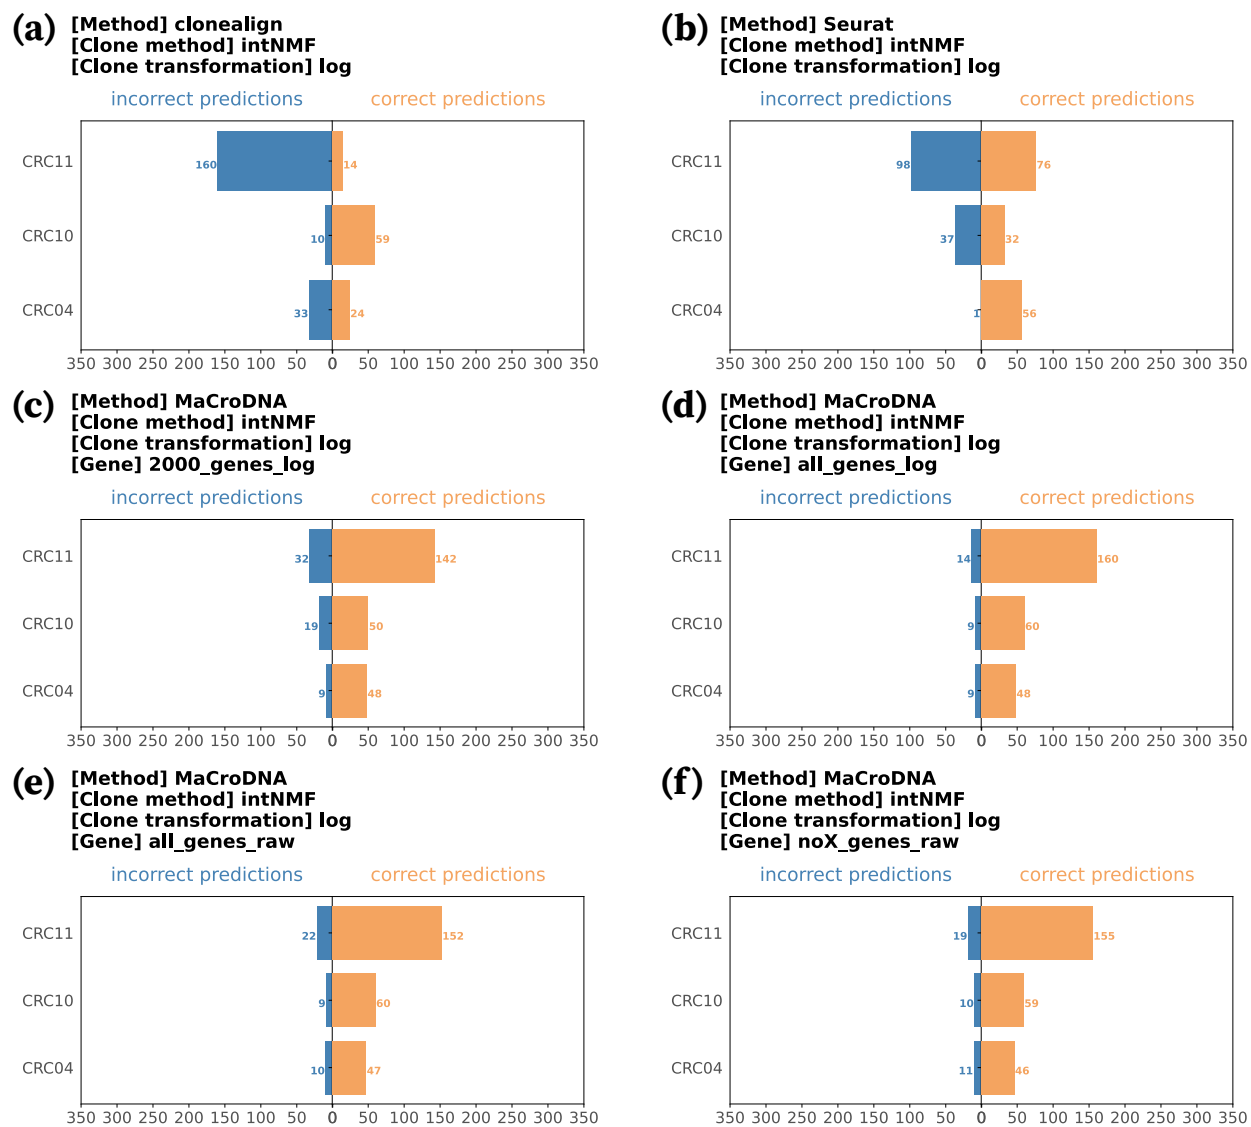 (a) [Method] clonealign
[Clone method] intNMF
[Clone transformation] log
incorrect predictions correct predictions
CRC11 160 14
CRC10 10 59
CRC04 33 24
350 300 250 200 150 100 50 0 50 100 150 200 250 300 350
(b) [Method] Seurat
[Clone method] intNMF
[Clone transformation] log
incorrect predictions correct predictions
CRC11 98 76
CRC10 37 32
CRC04 1 56
350 300 250 200 150 100 50 0 50 100 150 200 250 300 350
(c) [Method] MaCroDNA
[Clone method] intNMF
[Clone transformation] log
[Gene] 2000_genes_log
incorrect predictions correct predictions
CRC11 32 142
CRC10 19 50
CRC04 9 48
350 300 250 200 150 100 50 0 50 100 150 200 250 300 350
(d) [Method] MaCroDNA
[Clone method] intNMF
[Clone transformation] log
[Gene] all_genes_log
incorrect predictions correct predictions
CRC11 14 160
CRC10 9 60
CRC04 9 48
350 300 250 200 150 100 50 0 50 100 150 200 250 300 350
(e) [Method] MaCroDNA
[Clone method] intNMF
[Clone transformation] log
[Gene] all_genes_raw
incorrect predictions correct predictions
CRC11 22 152
CRC10 9 60
CRC04 10 47
350 300 250 200 150 100 50 0 50 100 150 200 250 300 350
(f) [Method] MaCroDNA
[Clone method] intNMF
[Clone transformation] log
[Gene] noX_genes_raw
incorrect predictions correct predictions
CRC11 19 155
CRC10 10 59
CRC04 11 46
350 300 250 200 150 100 50 0 50 100 150 200 250 300 350